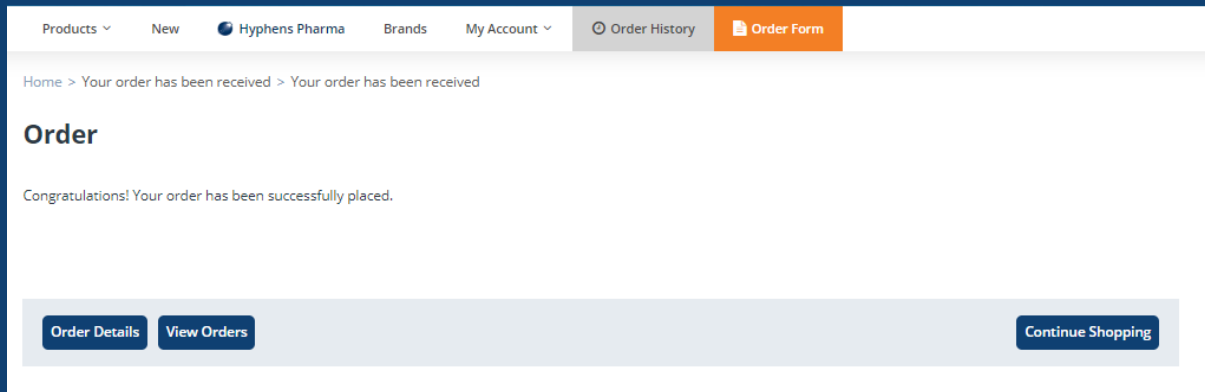 Products New Hyphens Pharma Brands My Account Order History Order Form
Home > Your order has been received > Your order has been received
Order
Congratulations! Your order has been successfully placed.
Order Details View Orders Continue Shopping